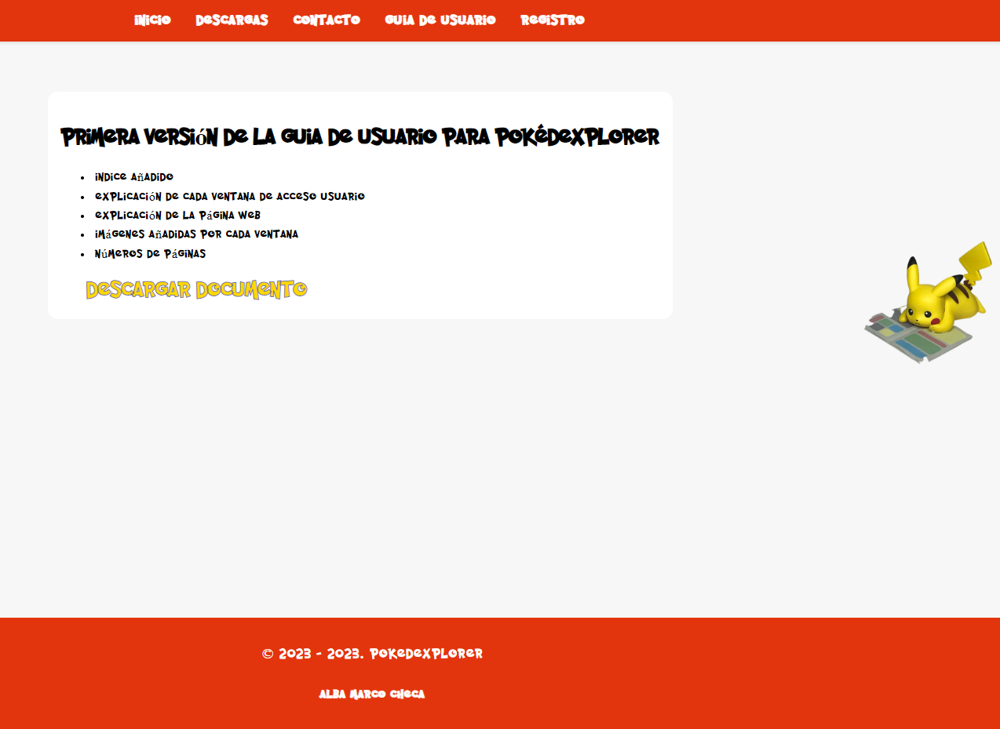 INICIO DESCARGAS CONTACTO GUIA DE USUARIO REGISTRO
PRIMERA VERSIÓN DE LA GUIA DE USUARIO PARA POKÉDEXPLORER
• INDICE AÑADIDO
• EXPLICACIÓN DE CADA VENTANA DE ACCESO USUARIO
• EXPLICACIÓN DE LA PÁGINA WEB
• IMÁGENES AÑADIDAS POR CADA VENTANA
• NÚMEROS DE PÁGINAS
DESCARGAR DOCUMENTO
© 2023 - 2023. POKEDEXPLORER
ALBA MARCO CHECA